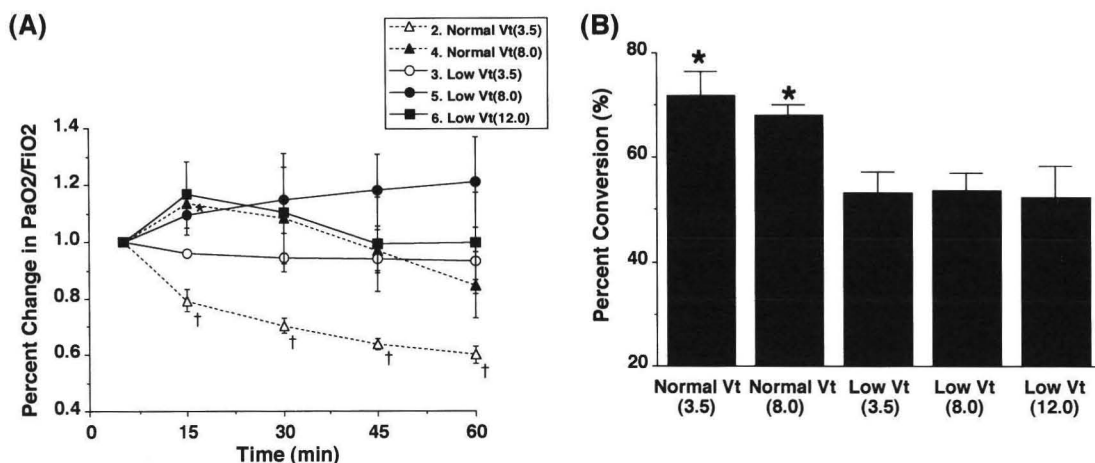 (A)
2. Normal Vt(3.5)
4. Normal Vt(8.0)
3. Low Vt(3.5)
5. Low Vt(8.0)
6. Low Vt(12.0)
Percent Change in PaO2/FiO2
1.4
1.2
1.0
0.8
0.6
0.4
*
†
†
†
†
0 15 30 45 60
Time (min)
(B)
Percent Conversion (%)
80
60
40
20
* *
Normal Vt Normal Vt Low Vt Low Vt Low Vt
(3.5) (8.0) (3.5) (8.0) (12.0)